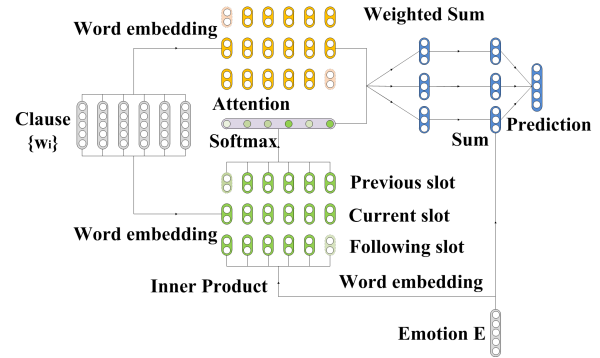 Weighted Sum
Word embedding
Attention
Clause
{wi}
Softmax
Prediction
Sum
Previous slot
Current slot
Word embedding
Following slot
Inner Product
Word embedding
Emotion E